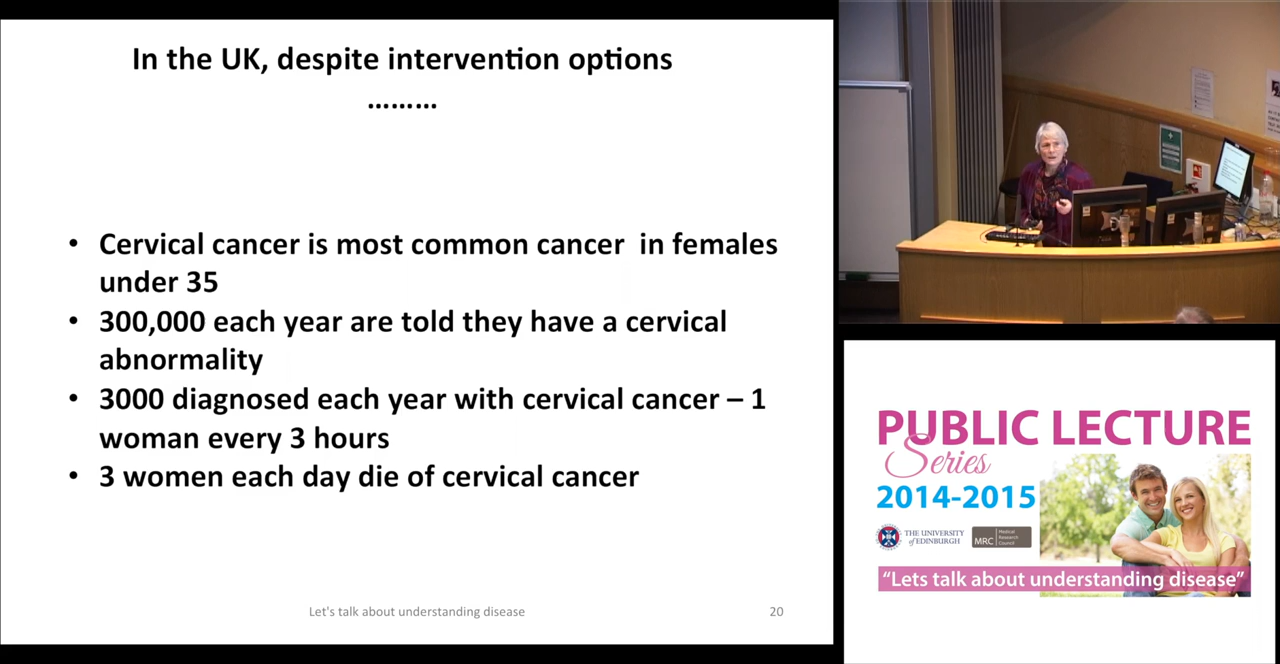 In the UK, despite intervention options
………
• Cervical cancer is most common cancer in females
under 35
• 300,000 each year are told they have a cervical
abnormality
• 3000 diagnosed each year with cervical cancer – 1
woman every 3 hours
• 3 women each day die of cervical cancer
Let's talk about understanding disease
20
PUBLIC LECTURE
Series
2014-2015
THE UNIVERSITY
of EDINBURGH
MRC
Medical
Research
Council
“Lets talk about understanding disease”